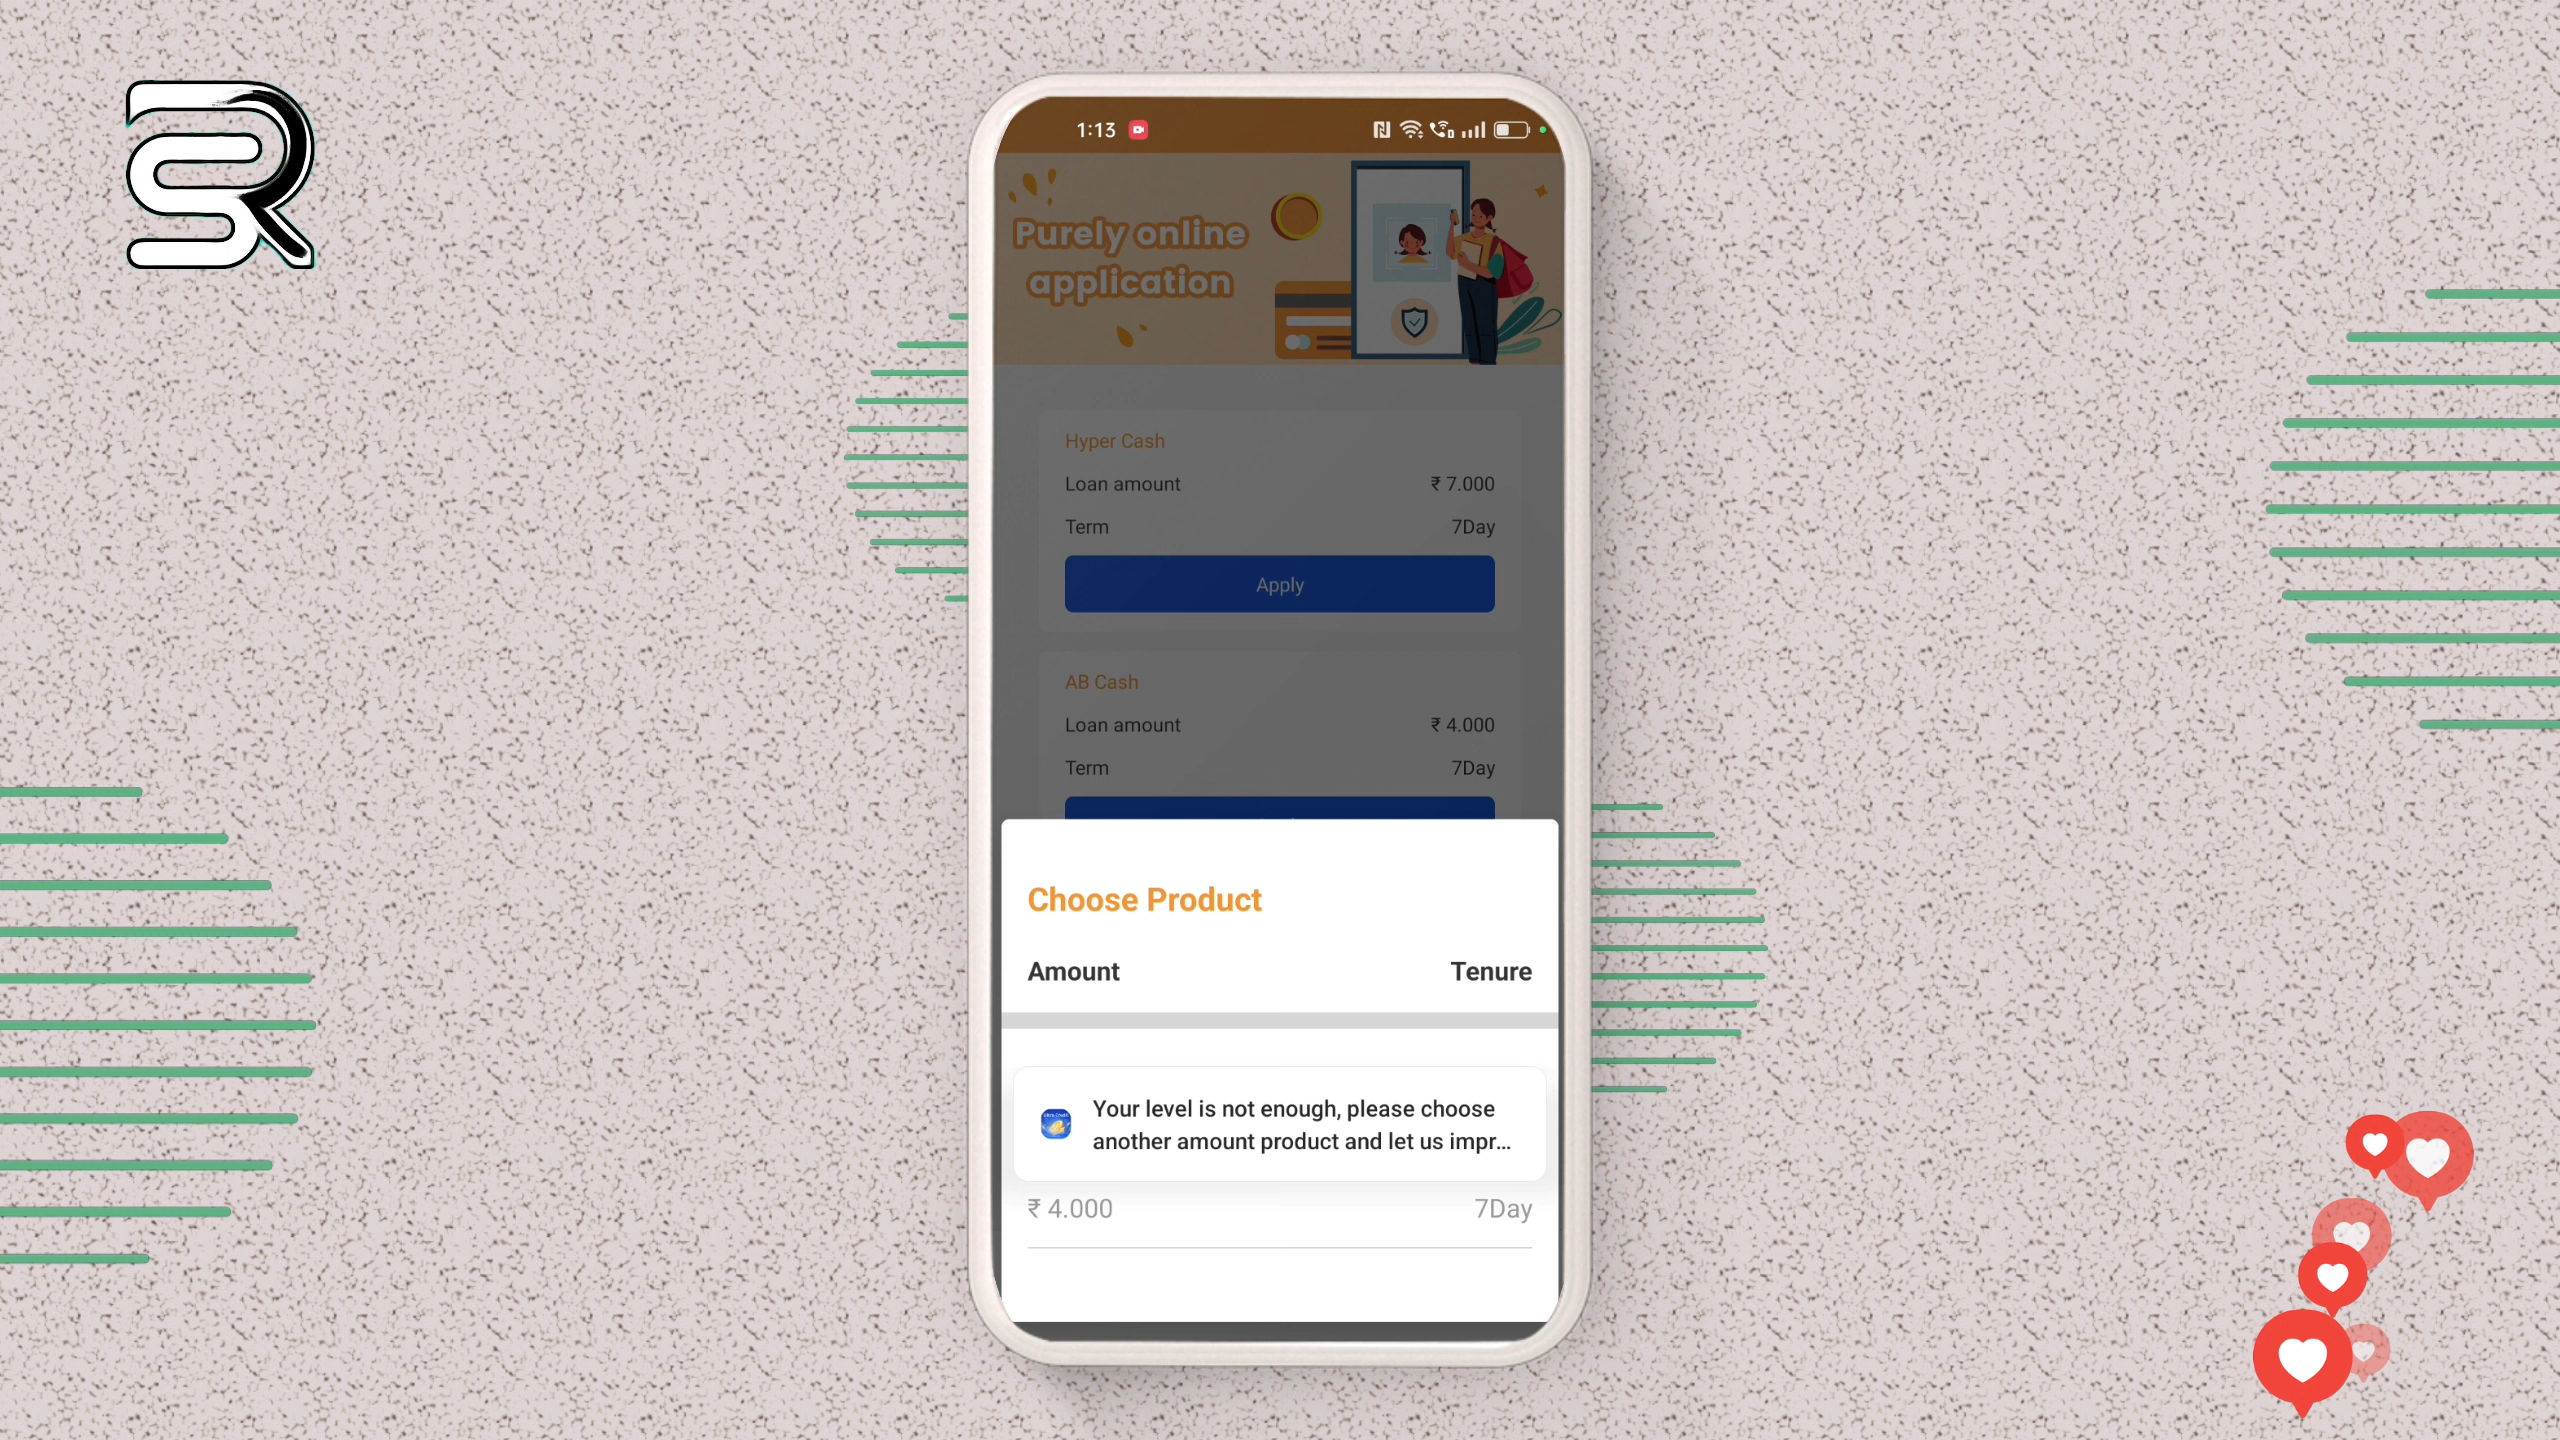 1:13
Purely online
application
Hyper Cash
Loan amount ₹ 7.000
Term 7Day
Apply
AB Cash
Loan amount ₹ 4.000
Term 7Day
Choose Product
Amount Tenure
Your level is not enough, please choose
another amount product and let us impr...
₹ 4.000 7Day